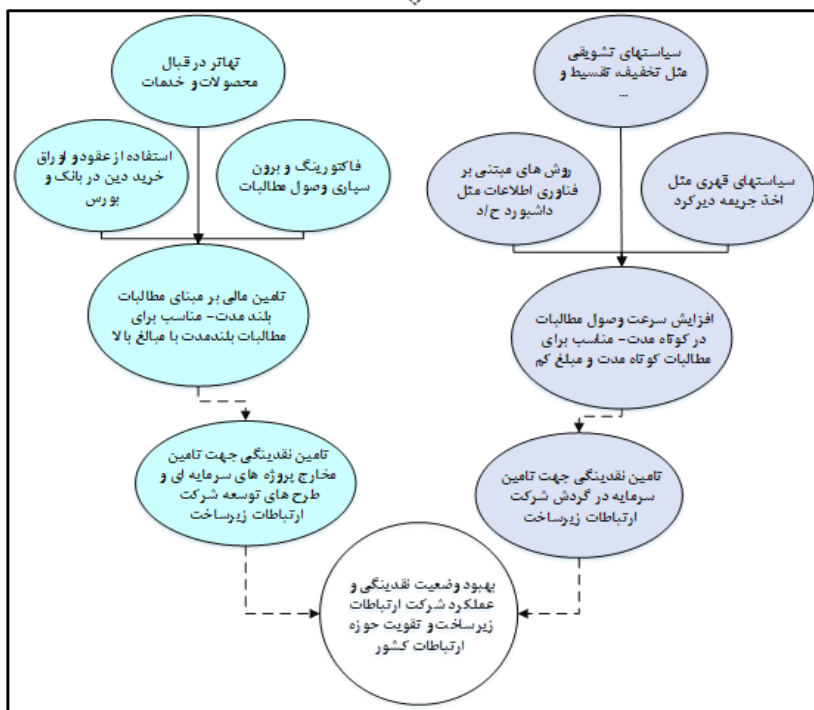 سیاستهای تشویقی
مثل تخفیف، تقسیط و
...
روش های مبتنی بر
فناوری اطلاعات مثل
داشبورد ح/د
سیاستهای قهری مثل
اخذ جریمه دیرکرد
افزایش سرعت وصول مطالبات
در کوتاه مدت- مناسب برای
مطالبات کوتاه مدت و مبلغ کم
تامین نقدینگی جهت تامین
سرمایه در گردش شرکت
ارتباطات زیرساخت
تهاتر در قبال
محصولات و خدمات
فاکتورینگ و برون
سپاری وصول مطالبات
استفاده از عقود و اوراق
خرید دین در بانک و
بورس
تامین مالی بر مبنای مطالبات
بلند مدت- مناسب برای
مطالبات بلندمدت با مبالغ بالا
تامین نقدینگی جهت تامین
مخارج پروژه های سرمایه ای و
طرح های توسعه شرکت
ارتباطات زیرساخت
بهبود وضعیت نقدینگی و
عملکرد شرکت ارتباطات
زیرساخت و تقویت حوزه
ارتباطات کشور